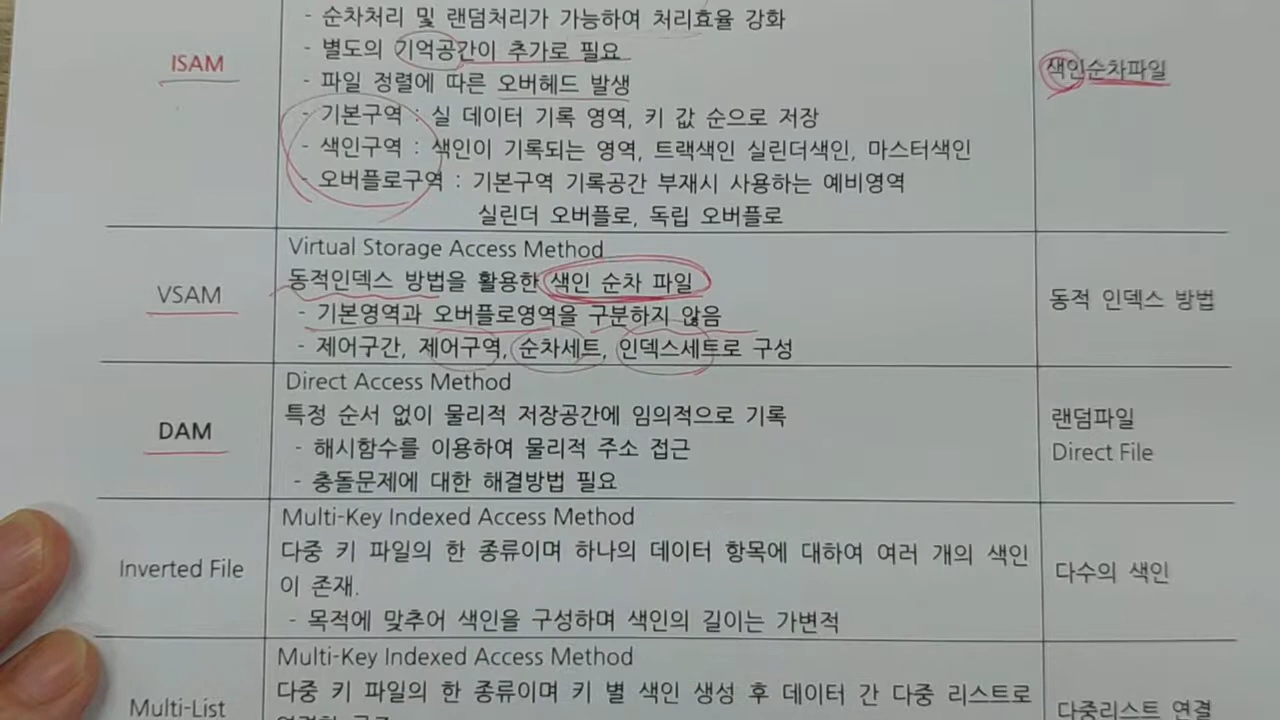 - 순차처리 및 랜덤처리가 가능하여 처리효율 강화
- 별도의 기억공간이 추가로 필요
ISAM
색인순차파일
- 파일 정렬에 따른 오버헤드 발생
- 기본구역 : 실 데이터 기록 영역, 키 값 순으로 저장
- 색인구역 : 색인이 기록되는 영역, 트랙색인 실린더색인, 마스터색인
- 오버플로구역 : 기본구역 기록공간 부재시 사용하는 예비영역
실린더 오버플로, 독립 오버플로
VSAM
Virtual Storage Access Method
동적인덱스 방법을 활용한 색인 순차 파일
- 기본영역과 오버플로영역을 구분하지 않음
- 제어구간, 제어구역, 순차세트, 인덱스세트로 구성
동적 인덱스 방법
DAM
Direct Access Method
특정 순서 없이 물리적 저장공간에 임의적으로 기록
- 해시함수를 이용하여 물리적 주소 접근
- 충돌문제에 대한 해결방법 필요
랜덤파일
Direct File
Inverted File
Multi-Key Indexed Access Method
다중 키 파일의 한 종류이며 하나의 데이터 항목에 대하여 여러 개의 색인
이 존재.
- 목적에 맞추어 색인을 구성하며 색인의 길이는 가변적
다수의 색인
Multi-List
Multi-Key Indexed Access Method
다중 키 파일의 한 종류이며 키 별 색인 생성 후 데이터 간 다중 리스트로
다중리스트 연결